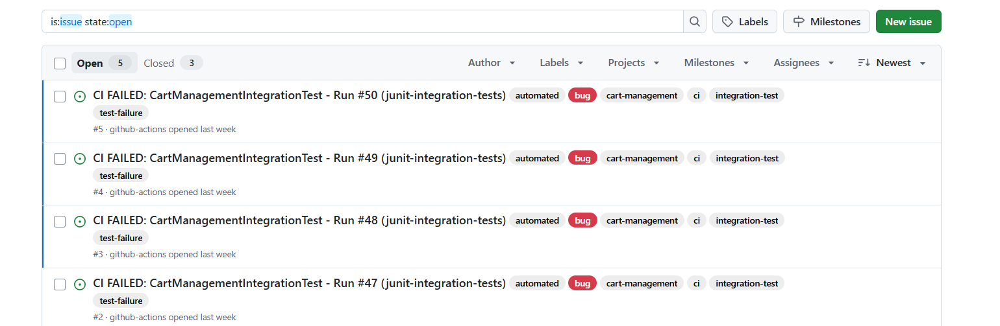 is:issue state:open Labels Milestones New issue
Open 5 Closed 3 Author Labels Projects Milestones Assignees Newest
CI FAILED: CartManagementIntegrationTest - Run #50 (junit-integration-tests) automated bug cart-management ci integration-test
test-failure
#5 · github-actions opened last week
CI FAILED: CartManagementIntegrationTest - Run #49 (junit-integration-tests) automated bug cart-management ci integration-test
test-failure
#4 · github-actions opened last week
CI FAILED: CartManagementIntegrationTest - Run #48 (junit-integration-tests) automated bug cart-management ci integration-test
test-failure
#3 · github-actions opened last week
CI FAILED: CartManagementIntegrationTest - Run #47 (junit-integration-tests) automated bug cart-management ci integration-test
test-failure
#2 · github-actions opened last week